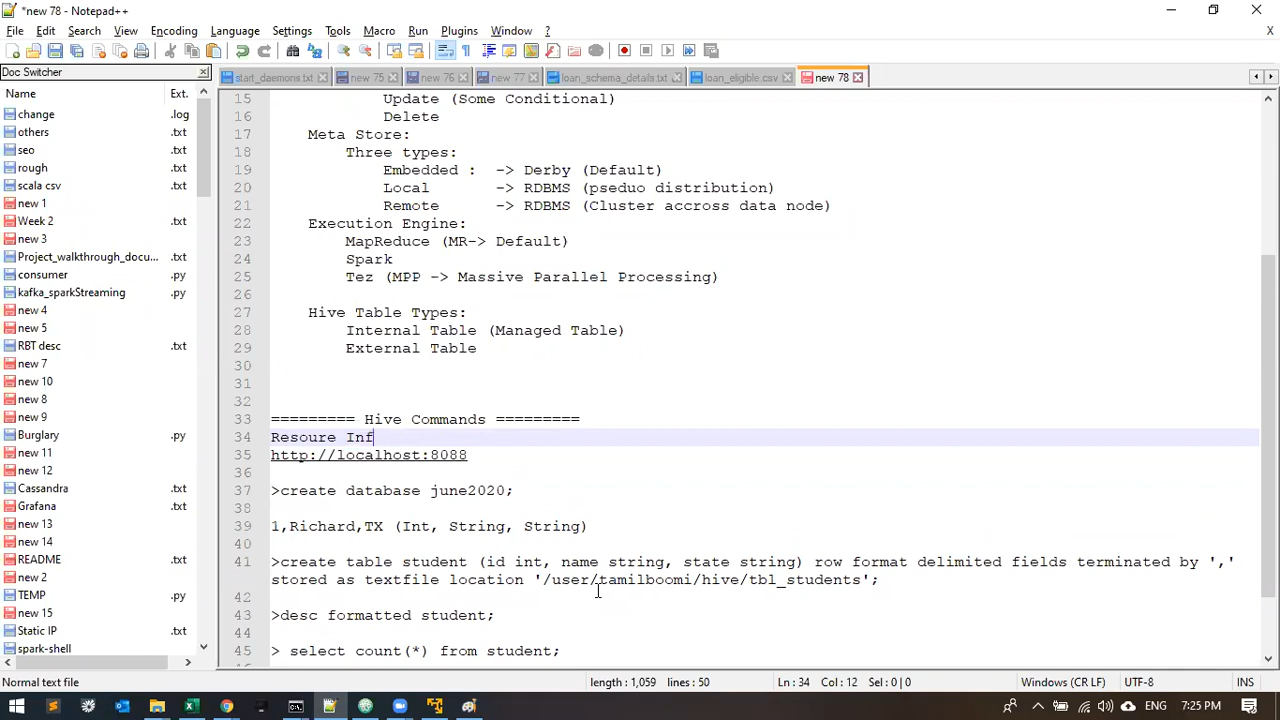 *new 78 - Notepad++
File Edit Search View Encoding Language Settings Tools Macro Run Plugins Window ? X
Doc Switcher
start_daemons.txt new 75 new 76 new 77 loan_schema_details.txt loan_eligible.csv new 78
Name Ext.
change .log
others .txt
seo .txt
rough .txt
scala csv .txt
new 1
Week 2 .txt
new 3
Project_walkthrough_docu... .txt
consumer .py
kafka_sparkStreaming .py
new 4
new 5
RBT desc .txt
new 7
new 10
new 8
new 9
Burglary .py
new 11
new 12
Cassandra .txt
Grafana .txt
new 13
new 14
README .txt
new 2
TEMP .txt
new 15
Static IP .txt
spark-shell .txt
15 Update (Some Conditional)
16 Delete
17 Meta Store:
18 Three types:
19 Embedded : -> Derby (Default)
20 Local -> RDBMS (pseduo distribution)
21 Remote -> RDBMS (Cluster accross data node)
22 Execution Engine:
23 MapReduce (MR-> Default)
24 Spark
25 Tez (MPP -> Massive Parallel Processing)
26
27 Hive Table Types:
28 Internal Table (Managed Table)
29 External Table
30
31
32
33 ========= Hive Commands =========
34 Resoure Inf
35 http://localhost:8088
36
37 >create database june2020;
38
39 1,Richard,TX (Int, String, String)
40
41 >create table student (id int, name string, state string) row format delimited fields terminated by ','
stored as textfile location '/user/tamilboomi/hive/tbl_students';
42
43 >desc formatted student;
44
45 > select count(*) from student;
Normal text file length : 1,059 lines : 50 Ln : 34 Col : 12 Sel : 0 | 0 Windows (CR LF) UTF-8 INS
ENG 7:25 PM